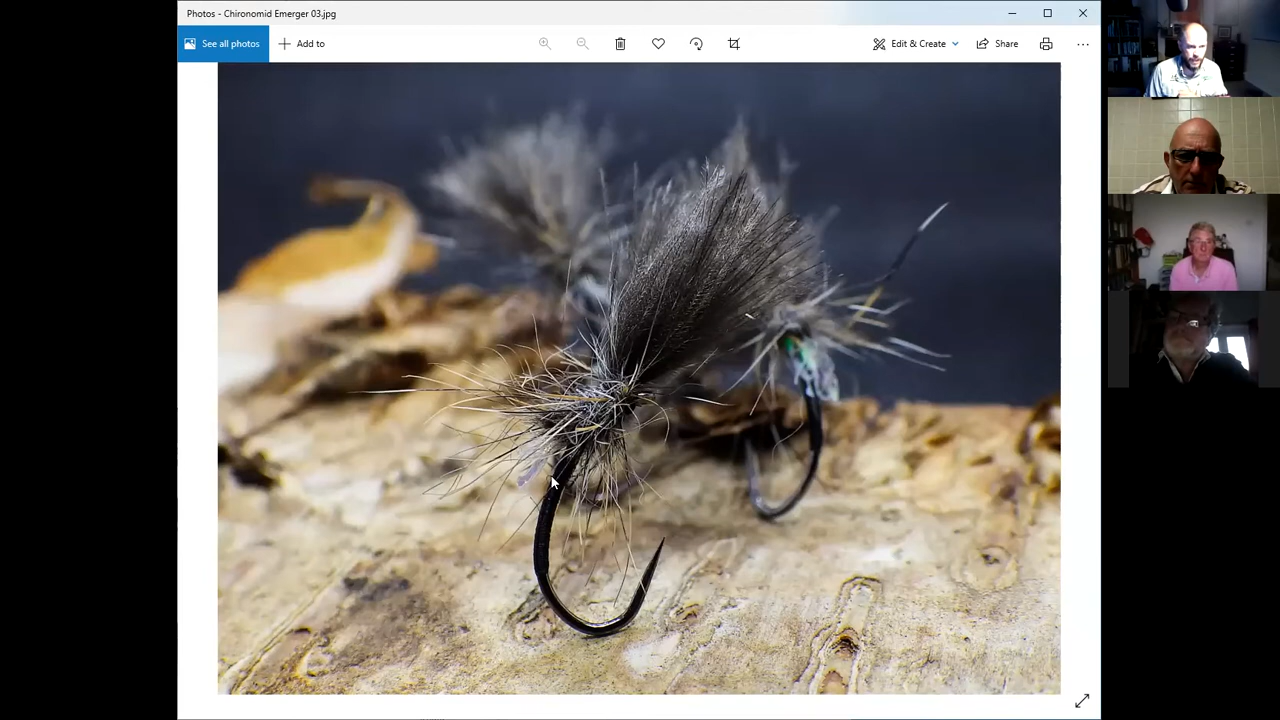 Photos - Chironomid Emerger 03.jpg
See all photos
Add to
Edit & Create
Share